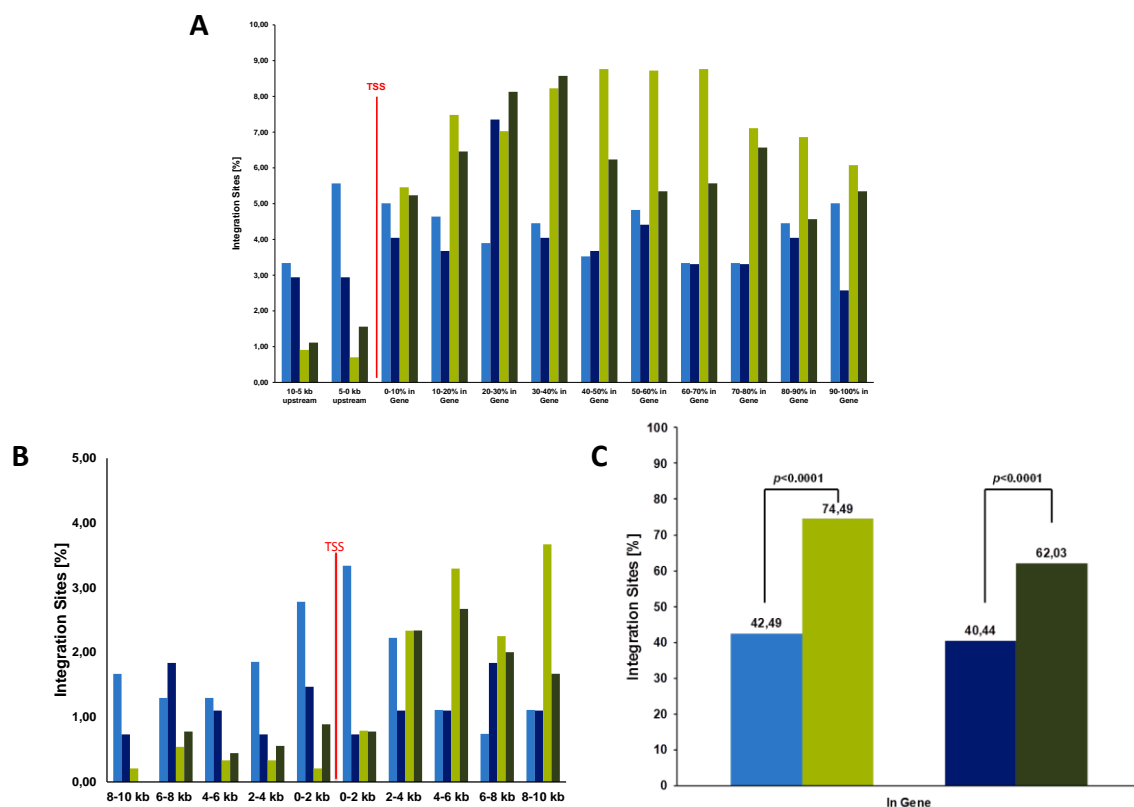 A
10,00
9,00
8,00
7,00
6,00
5,00
4,00
3,00
2,00
1,00
0,00
Integration Sites [%]
TSS
10-5 kb upstream
5-0 kb upstream
0-10% in Gene
10-20% in Gene
20-30% in Gene
30-40% in Gene
40-50% in Gene
50-60% in Gene
60-70% in Gene
70-80% in Gene
80-90% in Gene
90-100% in Gene
B
5,00
4,00
3,00
2,00
1,00
0,00
Integration Sites [%]
TSS
8-10 kb 6-8 kb 4-6 kb 2-4 kb 0-2 kb 0-2 kb 2-4 kb 4-6 kb 6-8 kb 8-10 kb
C
100
90
80
70
60
50
40
30
20
10
0
Integration Sites [%]
p<0.0001 p<0.0001
74,49
62,03
42,49
40,44
In Gene